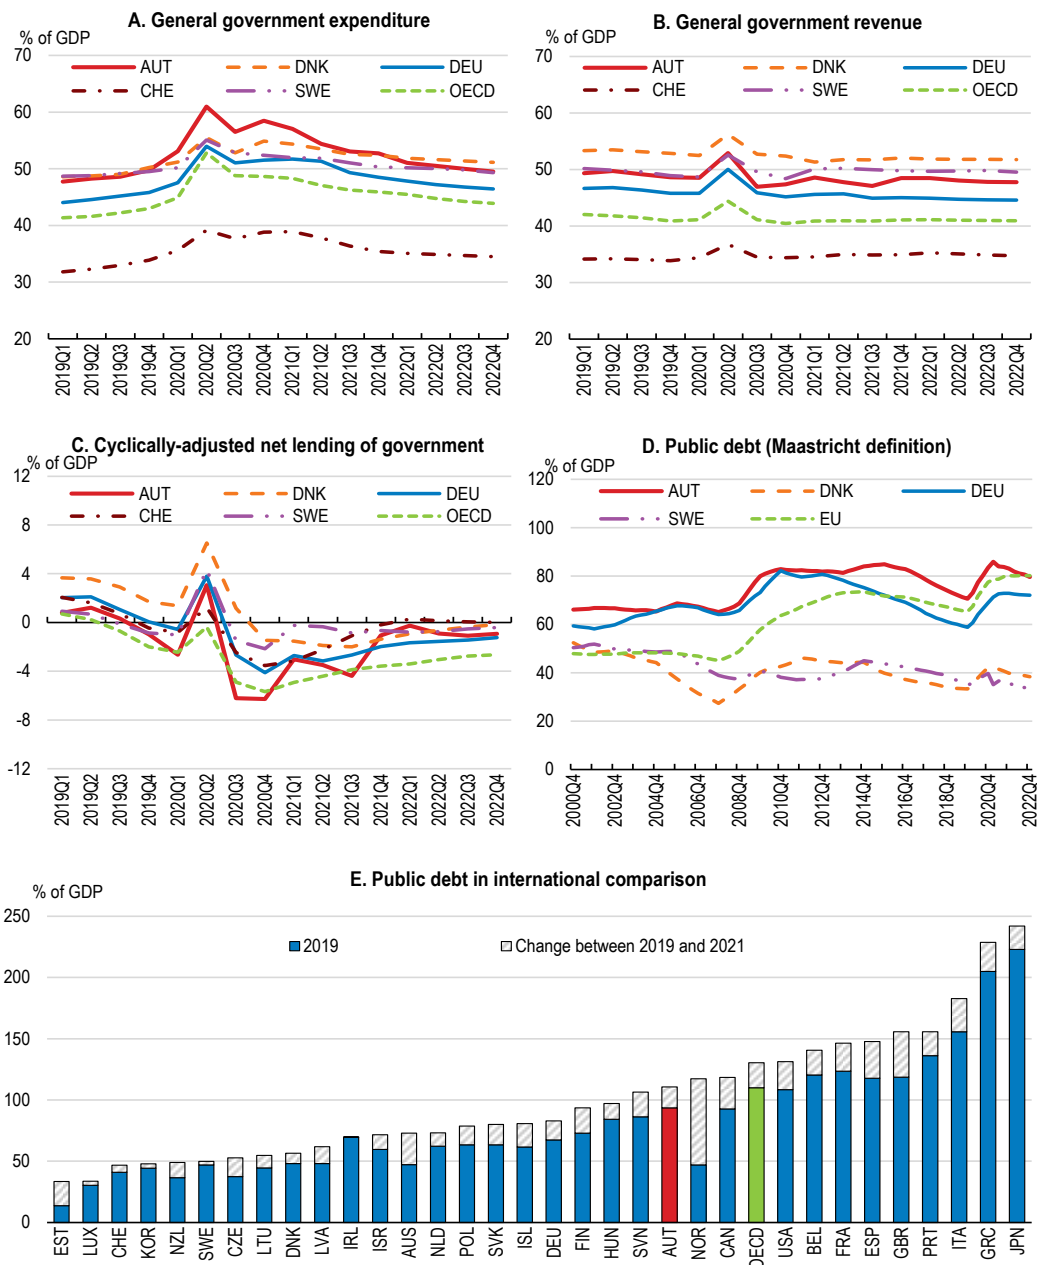 A. General government expenditure
% of GDP
70
AUT
DNK
DEU
CHE
SWE
OECD
60
50
40
30
20
2019Q1
2019Q2
2019Q3
2019Q4
2020Q1
2020Q2
2020Q3
2020Q4
2021Q1
2021Q2
2021Q3
2021Q4
2022Q1
2022Q2
2022Q3
2022Q4
B. General government revenue
% of GDP
70
AUT
DNK
DEU
CHE
SWE
OECD
60
50
40
30
20
2019Q1
2019Q2
2019Q3
2019Q4
2020Q1
2020Q2
2020Q3
2020Q4
2021Q1
2021Q2
2021Q3
2021Q4
2022Q1
2022Q2
2022Q3
2022Q4
C. Cyclically-adjusted net lending of government
% of GDP
12
AUT
DNK
DEU
CHE
SWE
OECD
8
4
0
-4
-8
-12
2019Q1
2019Q2
2019Q3
2019Q4
2020Q1
2020Q2
2020Q3
2020Q4
2021Q1
2021Q2
2021Q3
2021Q4
2022Q1
2022Q2
2022Q3
2022Q4
D. Public debt (Maastricht definition)
% of GDP
120
AUT
DNK
DEU
SWE
EU
100
80
60
40
20
0
2000Q4
2002Q4
2004Q4
2006Q4
2008Q4
2010Q4
2012Q4
2014Q4
2016Q4
2018Q4
2020Q4
2022Q4
E. Public debt in international comparison
% of GDP
250
2019
Change between 2019 and 2021
200
150
100
50
0
EST
LUX
CHE
KOR
NZL
SWE
CZE
LTU
DNK
LVA
IRL
ISR
AUS
NLD
POL
SVK
ISL
DEU
FIN
HUN
SVN
AUT
NOR
CAN
OECD
USA
BEL
FRA
ESP
GBR
PRT
ITA
GRC
JPN